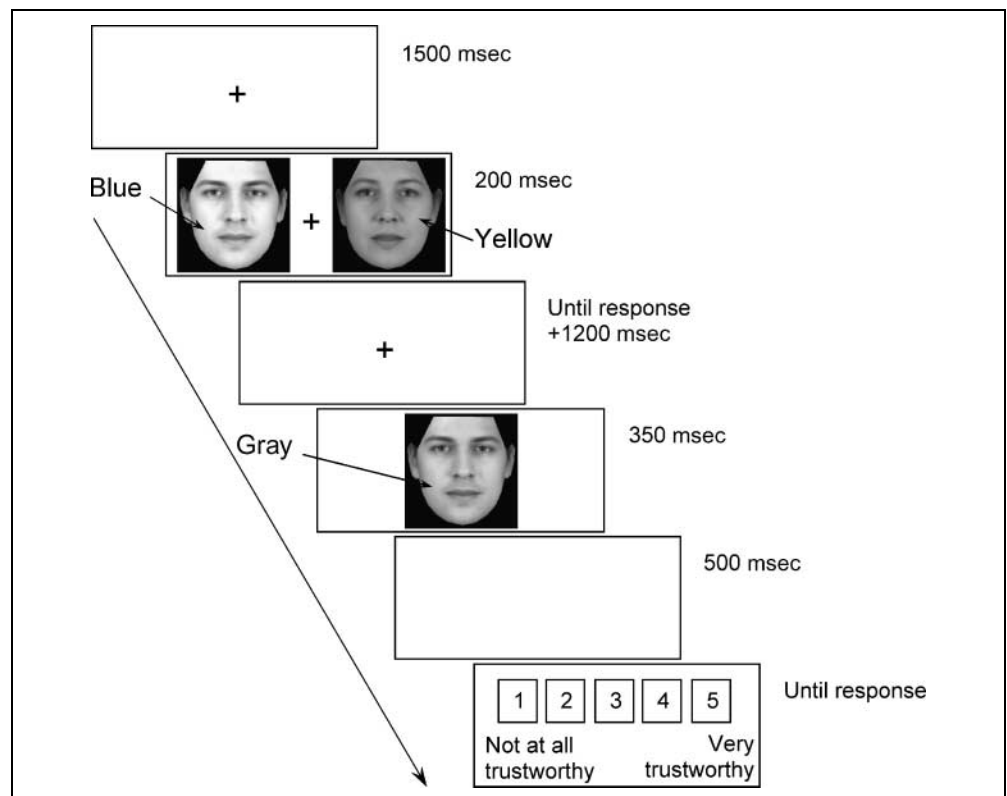 1500 msec
+
200 msec
Blue
+
Yellow
Until response
+1200 msec
+
350 msec
Gray
500 msec
Until response
1 2 3 4 5
Not at all trustworthy
Very trustworthy